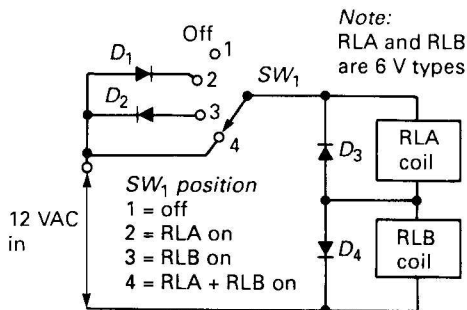 Note:
RLA and RLB
are 6 V types
Off
1
D₁
2
SW₁
D₂
3
4
RLA
coil
D₃
SW₁ position
1 = off
2 = RLA on
3 = RLB on
4 = RLA + RLB on
12 VAC
in
D₄
RLB
coil